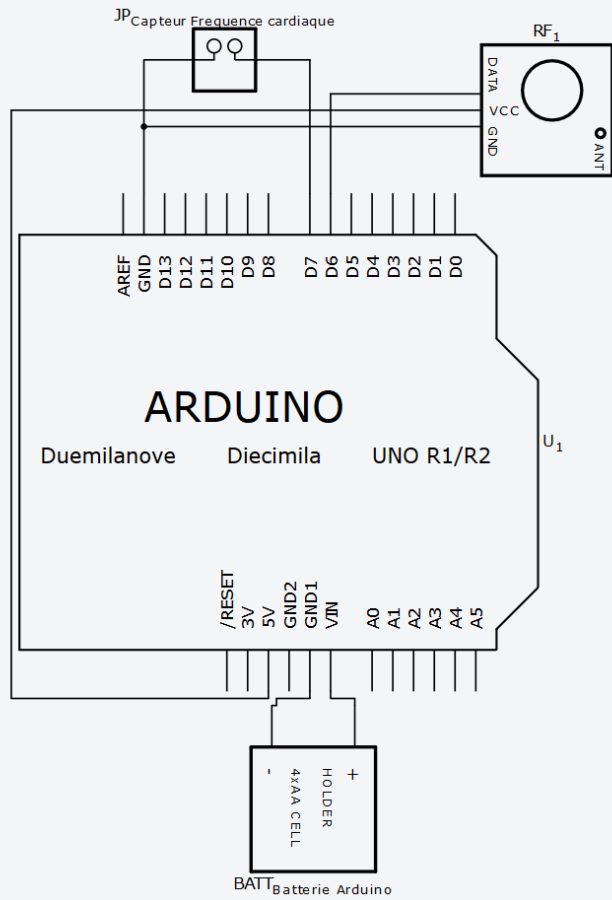 JPCapteur Frequence cardiaque
RF1
DATA
VCC
GND
ANT
AREF
GND
D13
D12
D11
D10
D9
D8
D7
D6
D5
D4
D3
D2
D1
D0
ARDUINO
Duemilanove Diecimila UNO R1/R2
U1
/RESET
3V
5V
GND2
GND1
VIN
A0
A1
A2
A3
A4
A5
-
4xAA CELL
HOLDER
+
BATTBatterie Arduino